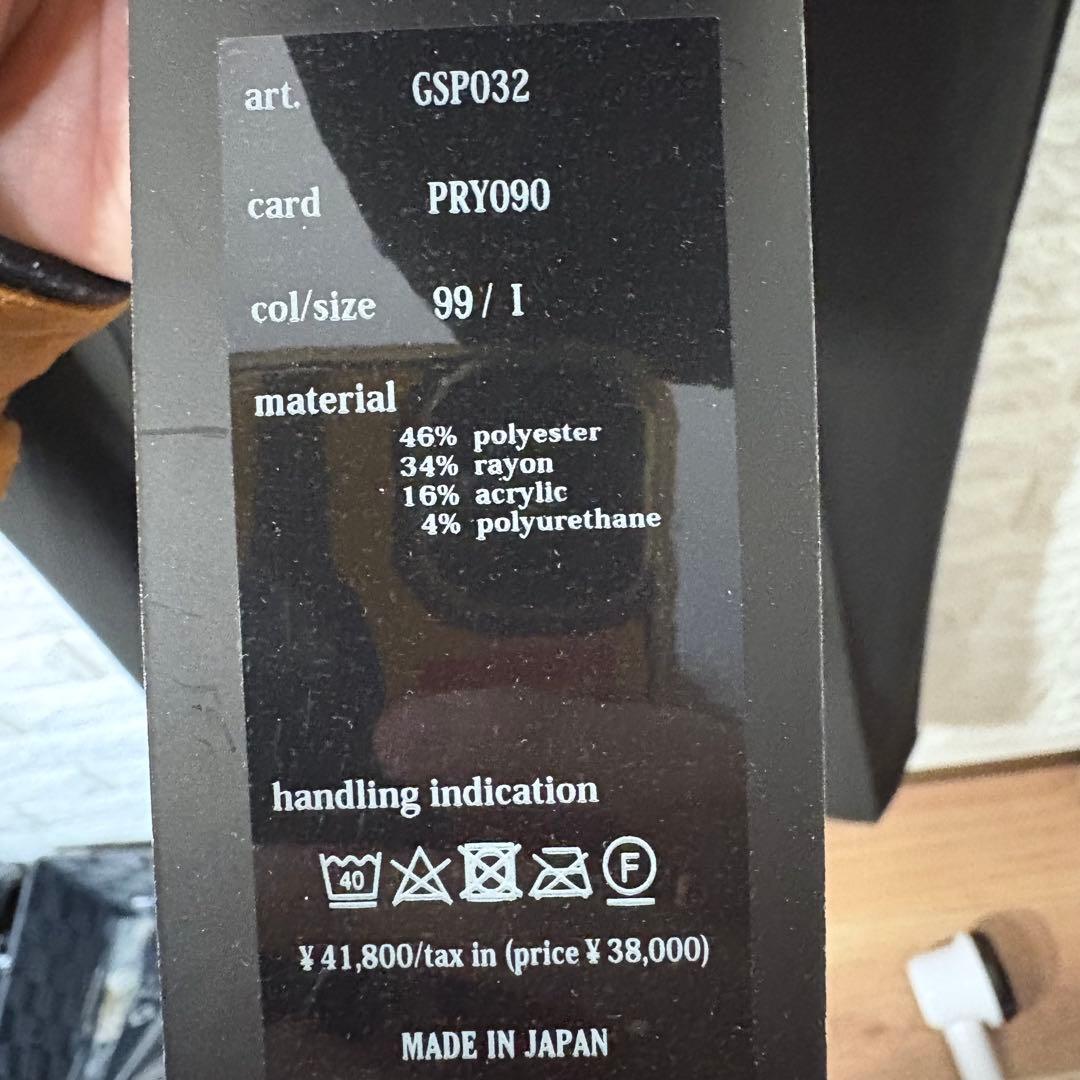 art. GSP032
card PRY090
col/size 99 / I
material
46% polyester
34% rayon
16% acrylic
4% polyurethane
handling indication
40 F
¥41,800/tax in (price ¥38,000)
MADE IN JAPAN